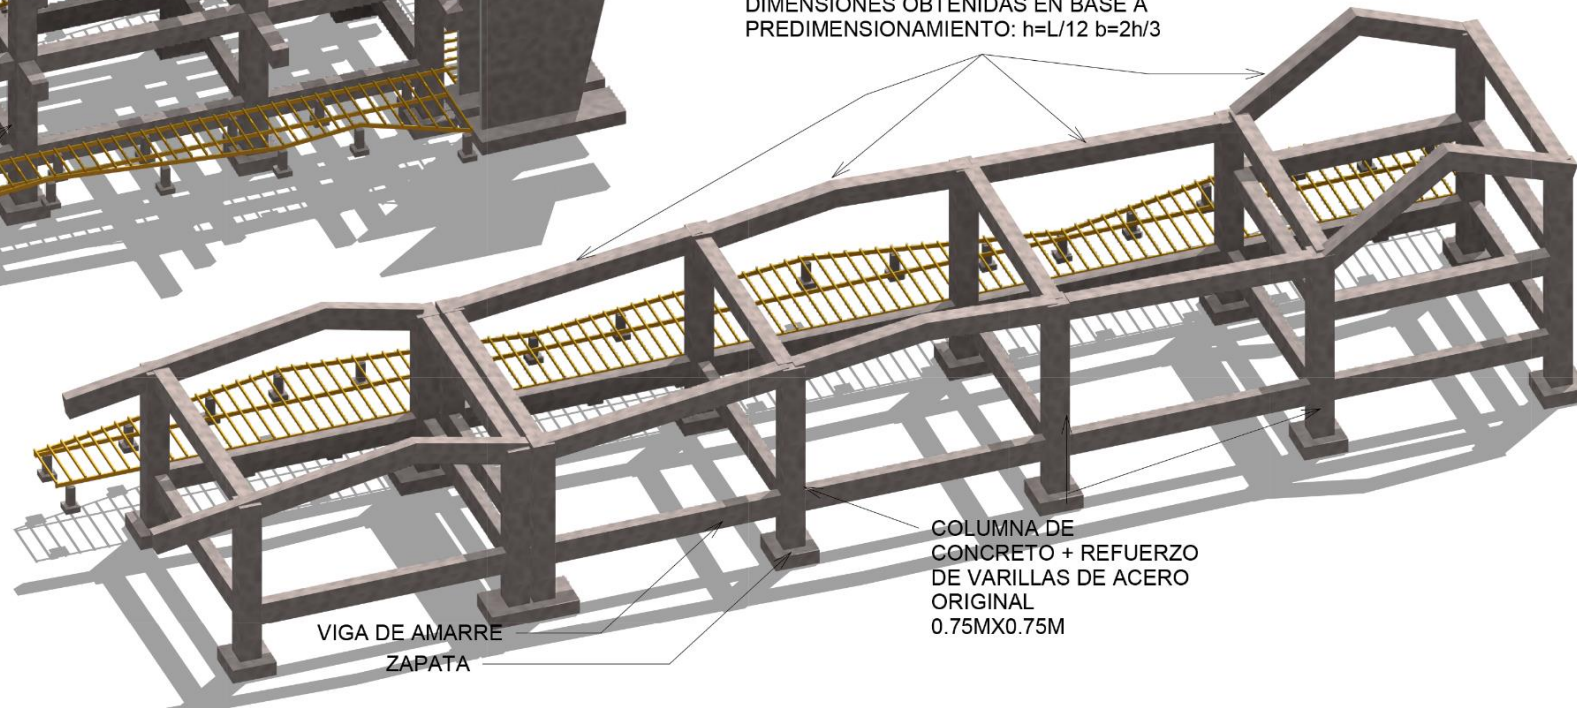 DIMENSIONES OBTENIDAS EN BASE A
PREDIMENSIONAMIENTO: h=L/12 b=2h/3
COLUMNA DE
CONCRETO + REFUERZO
DE VARILLAS DE ACERO
ORIGINAL
0.75MX0.75M
VIGA DE AMARRE
ZAPATA